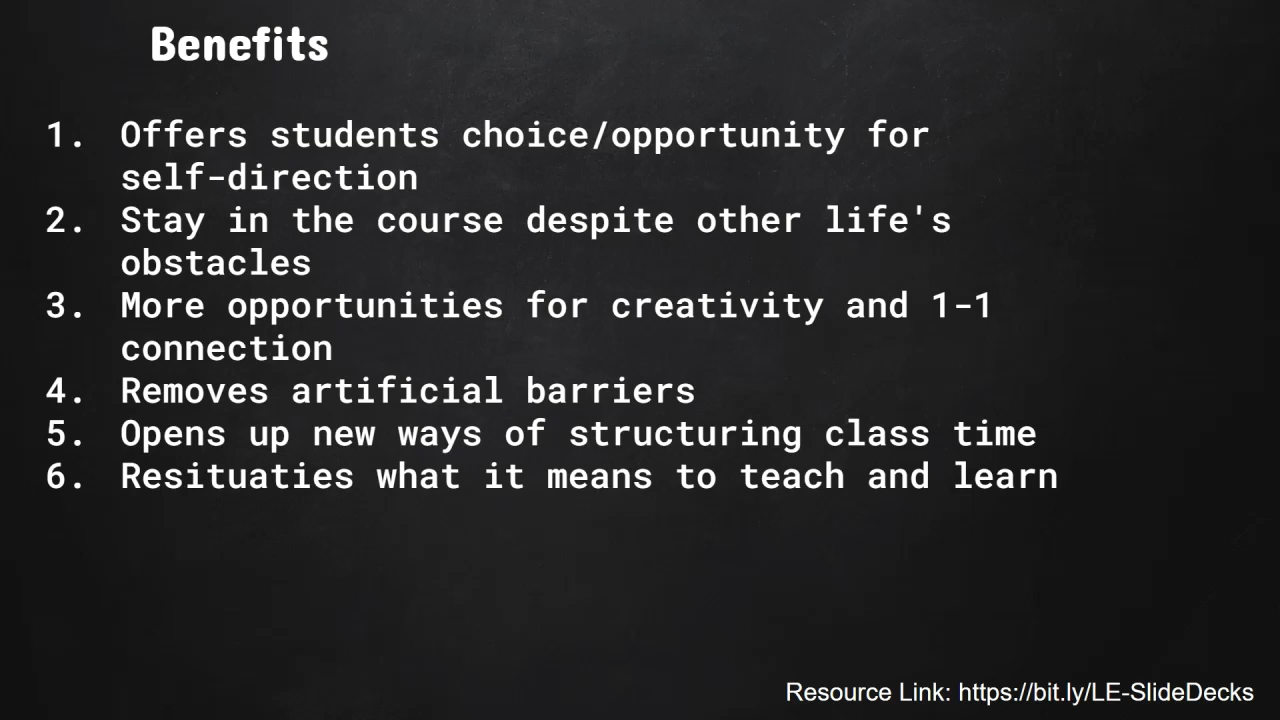 Benefits
1. Offers students choice/opportunity for
self-direction
2. Stay in the course despite other life's
obstacles
3. More opportunities for creativity and 1-1
connection
4. Removes artificial barriers
5. Opens up new ways of structuring class time
6. Resituaties what it means to teach and learn
Resource Link: https://bit.ly/LE-SlideDecks